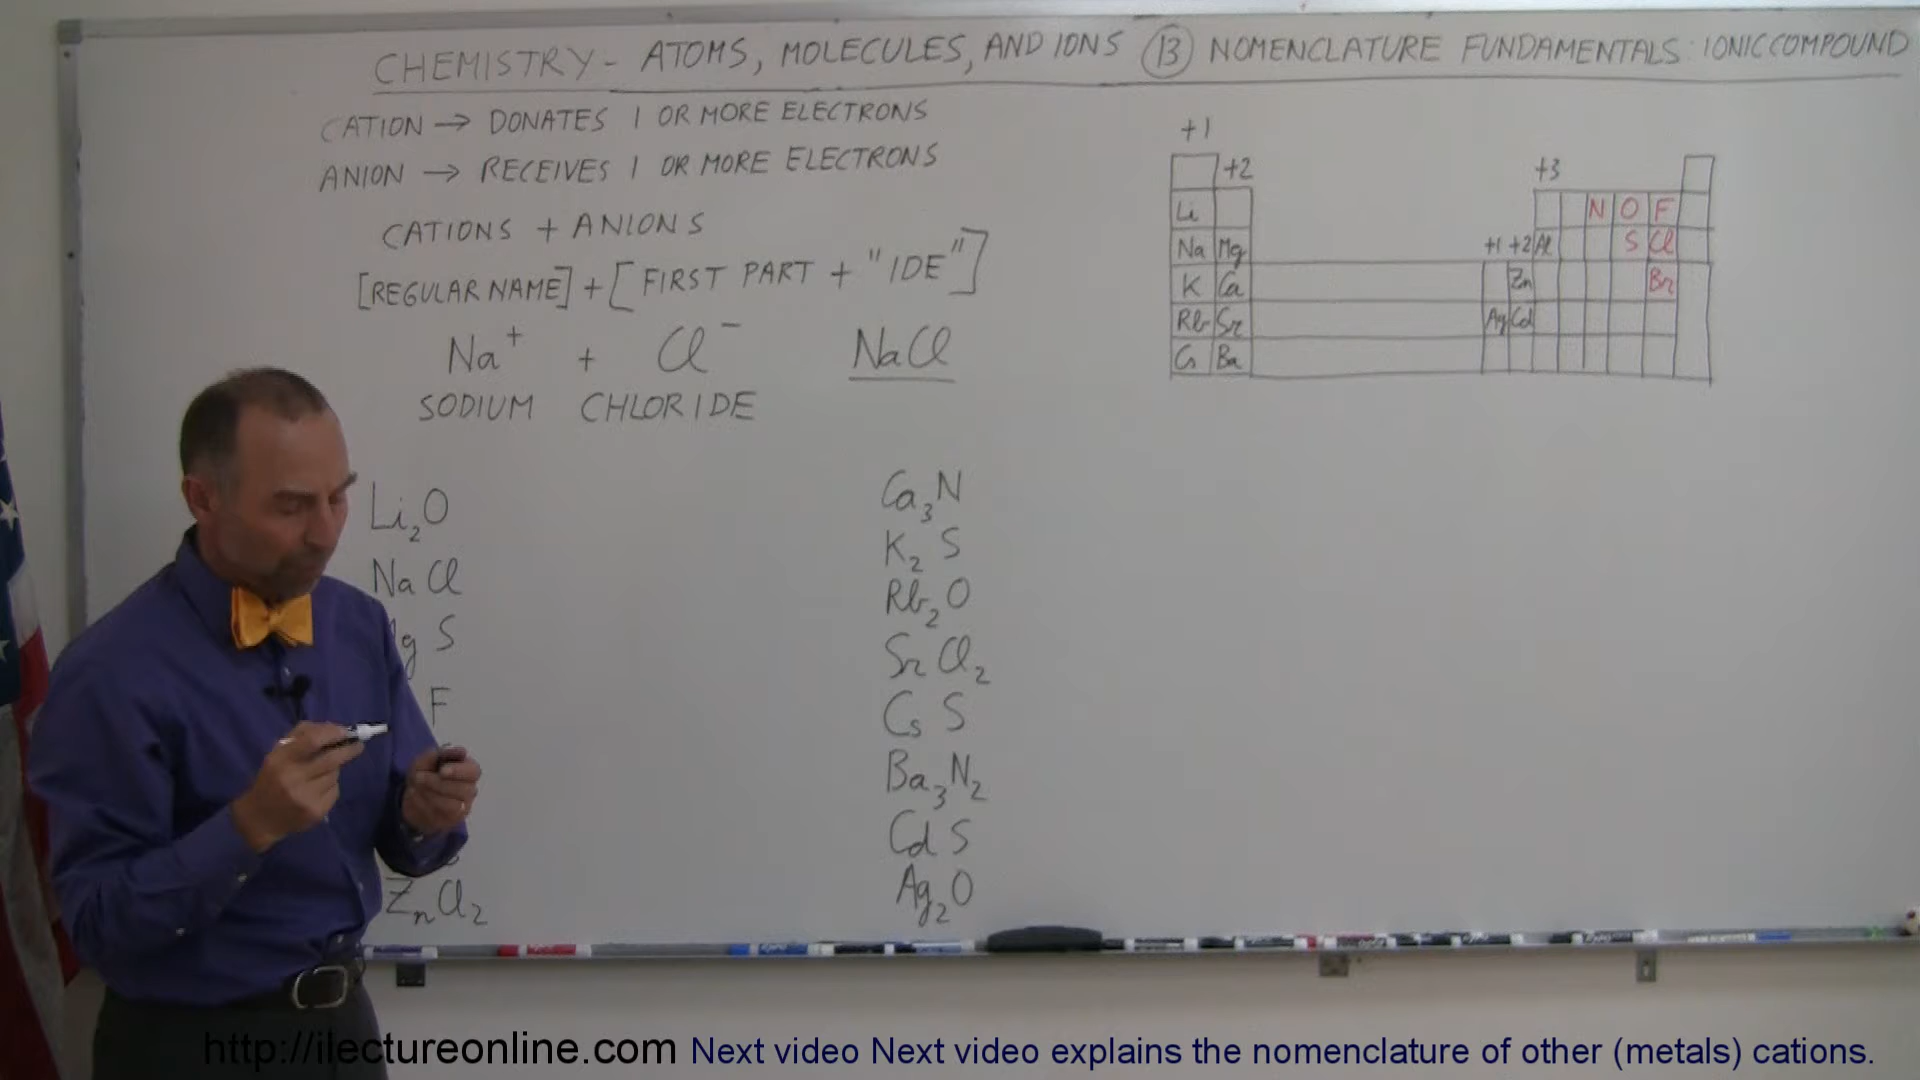 CHEMISTRY - ATOMS, MOLECULES, AND IONS (13) NOMENCLATURE FUNDAMENTALS: IONIC COMPOUND
CATION → DONATES 1 OR MORE ELECTRONS
ANION → RECEIVES 1 OR MORE ELECTRONS
CATIONS + ANIONS
[REGULAR NAME] + [FIRST PART + "IDE"]
Na⁺ + Cl⁻ NaCl
SODIUM CHLORIDE
Li₂O
NaCl
g S
F
ZnCl₂
Ca₃N
K₂S
Rb₂O
SrCl₂
CsS
Ba₃N₂
CdS
Ag₂O
+1
+2 +3
Li N O F
Na Mg +1 +2 Al S Cl
K Ca Zn Br
Rb Sr Ag Cd
Cs Ba
http://ilectureonline.com Next video Next video explains the nomenclature of other (metals) cations.